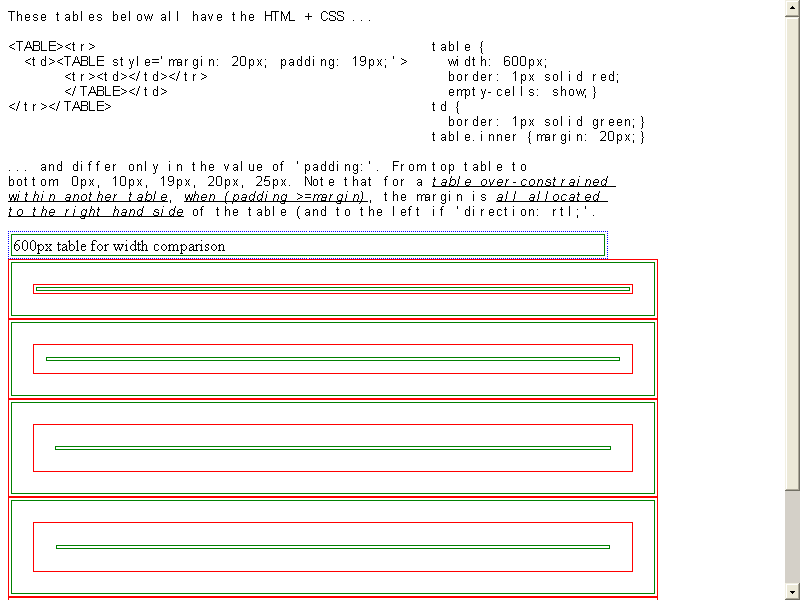 These tables below all have the HTML + CSS ...
<TABLE><tr>
<td><TABLE style='margin: 20px; padding: 19px;'>
<tr><td></td></tr>
</TABLE></td>
</tr></TABLE>
table {
width: 600px;
border: 1px solid red;
empty-cells: show;}
td {
border: 1px solid green;}
table.inner {margin: 20px;}
... and differ only in the value of 'padding:'. From top table to
bottom 0px, 10px, 19px, 20px, 25px. Note that for a table over-constrained
within another table, when (padding >=margin), the margin is all allocated
to the right hand side of the table (and to the left if 'direction: rtl;'.
600px table for width comparison